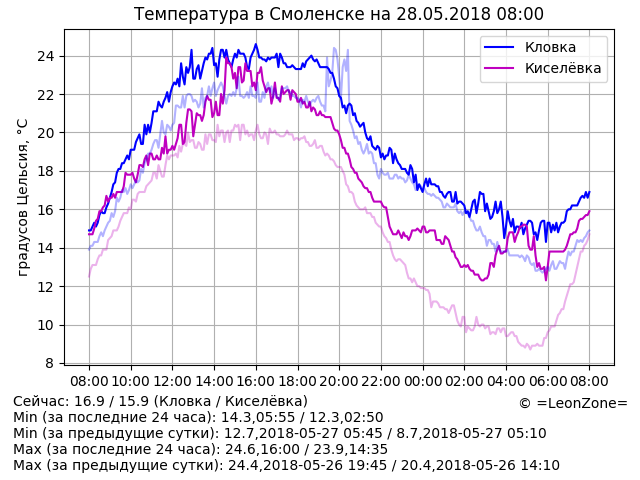 Температура в Смоленске на 28.05.2018 08:00
Кловка
Киселёвка
градусов Цельсия, °C
24
22
20
18
16
14
12
10
8
08:00 10:00 12:00 14:00 16:00 18:00 20:00 22:00 00:00 02:00 04:00 06:00 08:00
Сейчас: 16.9 / 15.9 (Кловка / Киселёвка)
© =LeonZone=
Min (за последние 24 часа): 14.3,05:55 / 12.3,02:50
Min (за предыдущие сутки): 12.7,2018-05-27 05:45 / 8.7,2018-05-27 05:10
Max (за последние 24 часа): 24.6,16:00 / 23.9,14:35
Max (за предыдущие сутки): 24.4,2018-05-26 19:45 / 20.4,2018-05-26 14:10